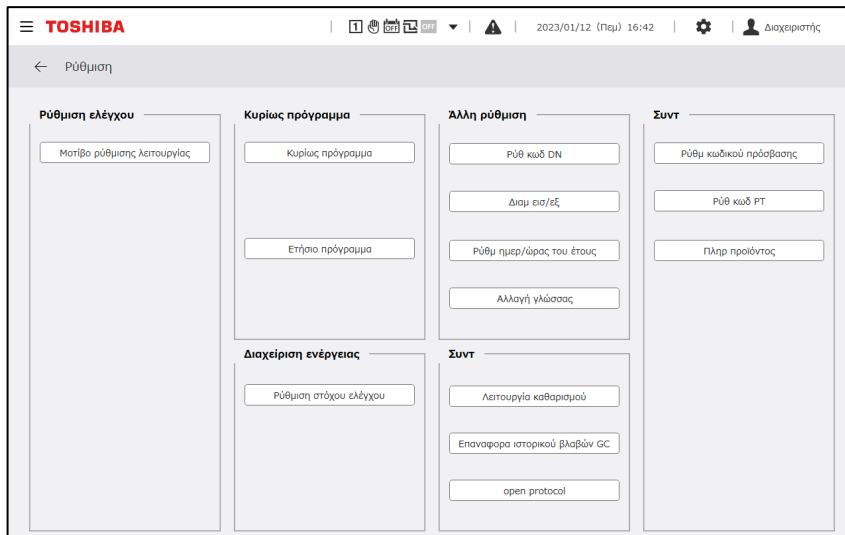 TOSHIBA
1 OFF OFF 2023/01/12 (Πεμ) 16:42 Διαχειριστής
Ρύθμιση
Ρύθμιση ελέγχου
Μοτίβο ρύθμισης λειτουργίας
Κυρίως πρόγραμμα
Κυρίως πρόγραμμα
Ετήσιο πρόγραμμα
Διαχείριση ενέργειας
Ρύθμιση στόχου ελέγχου
Άλλη ρύθμιση
Ρύθ κωδ DN
Διαμ εισ/εξ
Ρύθμ ημερ/ώρας του έτους
Αλλαγή γλώσσας
Συντ
Λειτουργία καθαρισμού
Επαναφορα ιστορικού βλαβών GC
open protocol
Συντ
Ρύθμ κωδικού πρόσβασης
Ρύθ κωδ PT
Πληρ προϊόντος